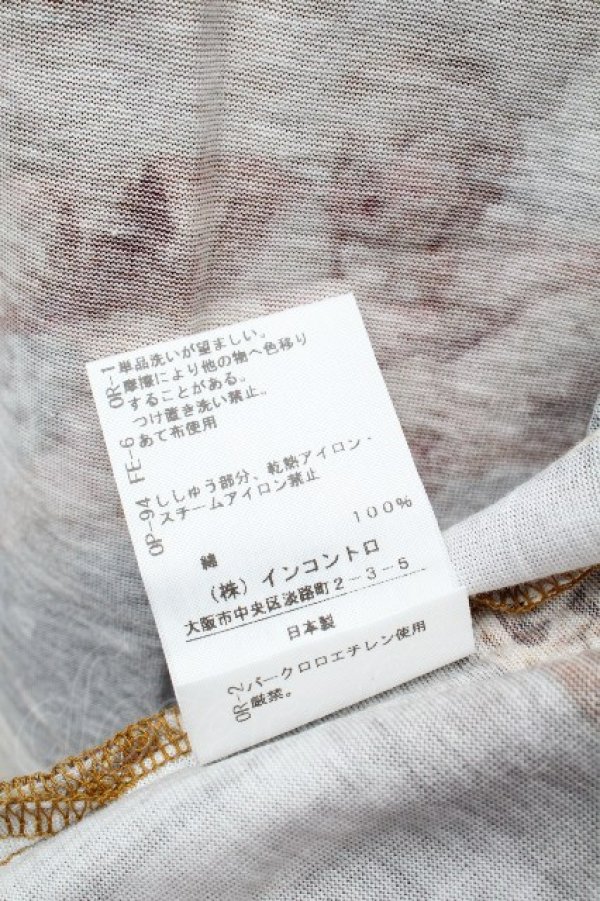 OR-1 単品洗いが望ましい。
摩擦により他の物へ色移り
することがある。
つけ置き洗い禁止。
FE-6 あて布使用
OP-94 ししゅう部分、乾熱アイロン・
スチームアイロン禁止
綿 100%
(株) インコントロ
大阪市中央区淡路町2-3-5
日本製
OR-2 パークロロエチレン使用
厳禁。